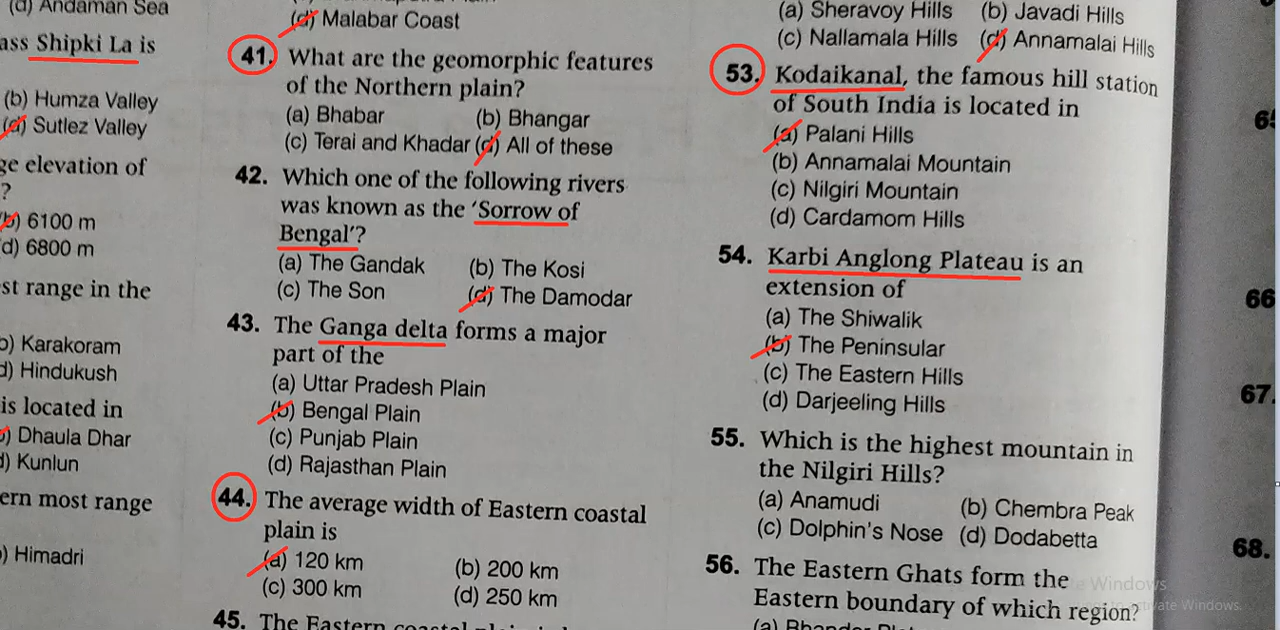 (d) Andaman Sea
ass Shipki La is
(b) Humza Valley
(d) Sutlez Valley
ge elevation of
?
(b) 6100 m
(d) 6800 m
st range in the
b) Karakoram
d) Hindukush
is located in
b) Dhaula Dhar
d) Kunlun
ern most range
b) Himadri
(d) Malabar Coast
41. What are the geomorphic features
of the Northern plain?
(a) Bhabar (b) Bhangar
(c) Terai and Khadar (d) All of these
42. Which one of the following rivers
was known as the ‘Sorrow of
Bengal’?
(a) The Gandak (b) The Kosi
(c) The Son (d) The Damodar
43. The Ganga delta forms a major
part of the
(a) Uttar Pradesh Plain
(b) Bengal Plain
(c) Punjab Plain
(d) Rajasthan Plain
44. The average width of Eastern coastal
plain is
(a) 120 km (b) 200 km
(c) 300 km (d) 250 km
45. The Eastern coastal
(a) Sheravoy Hills (b) Javadi Hills
(c) Nallamala Hills (d) Annamalai Hills
53. Kodaikanal, the famous hill station
of South India is located in
(a) Palani Hills
(b) Annamalai Mountain
(c) Nilgiri Mountain
(d) Cardamom Hills
54. Karbi Anglong Plateau is an
extension of
(a) The Shiwalik
(b) The Peninsular
(c) The Eastern Hills
(d) Darjeeling Hills
55. Which is the highest mountain in
the Nilgiri Hills?
(a) Anamudi (b) Chembra Peak
(c) Dolphin's Nose (d) Dodabetta
56. The Eastern Ghats form the
Eastern boundary of which region?
66
67.
68.